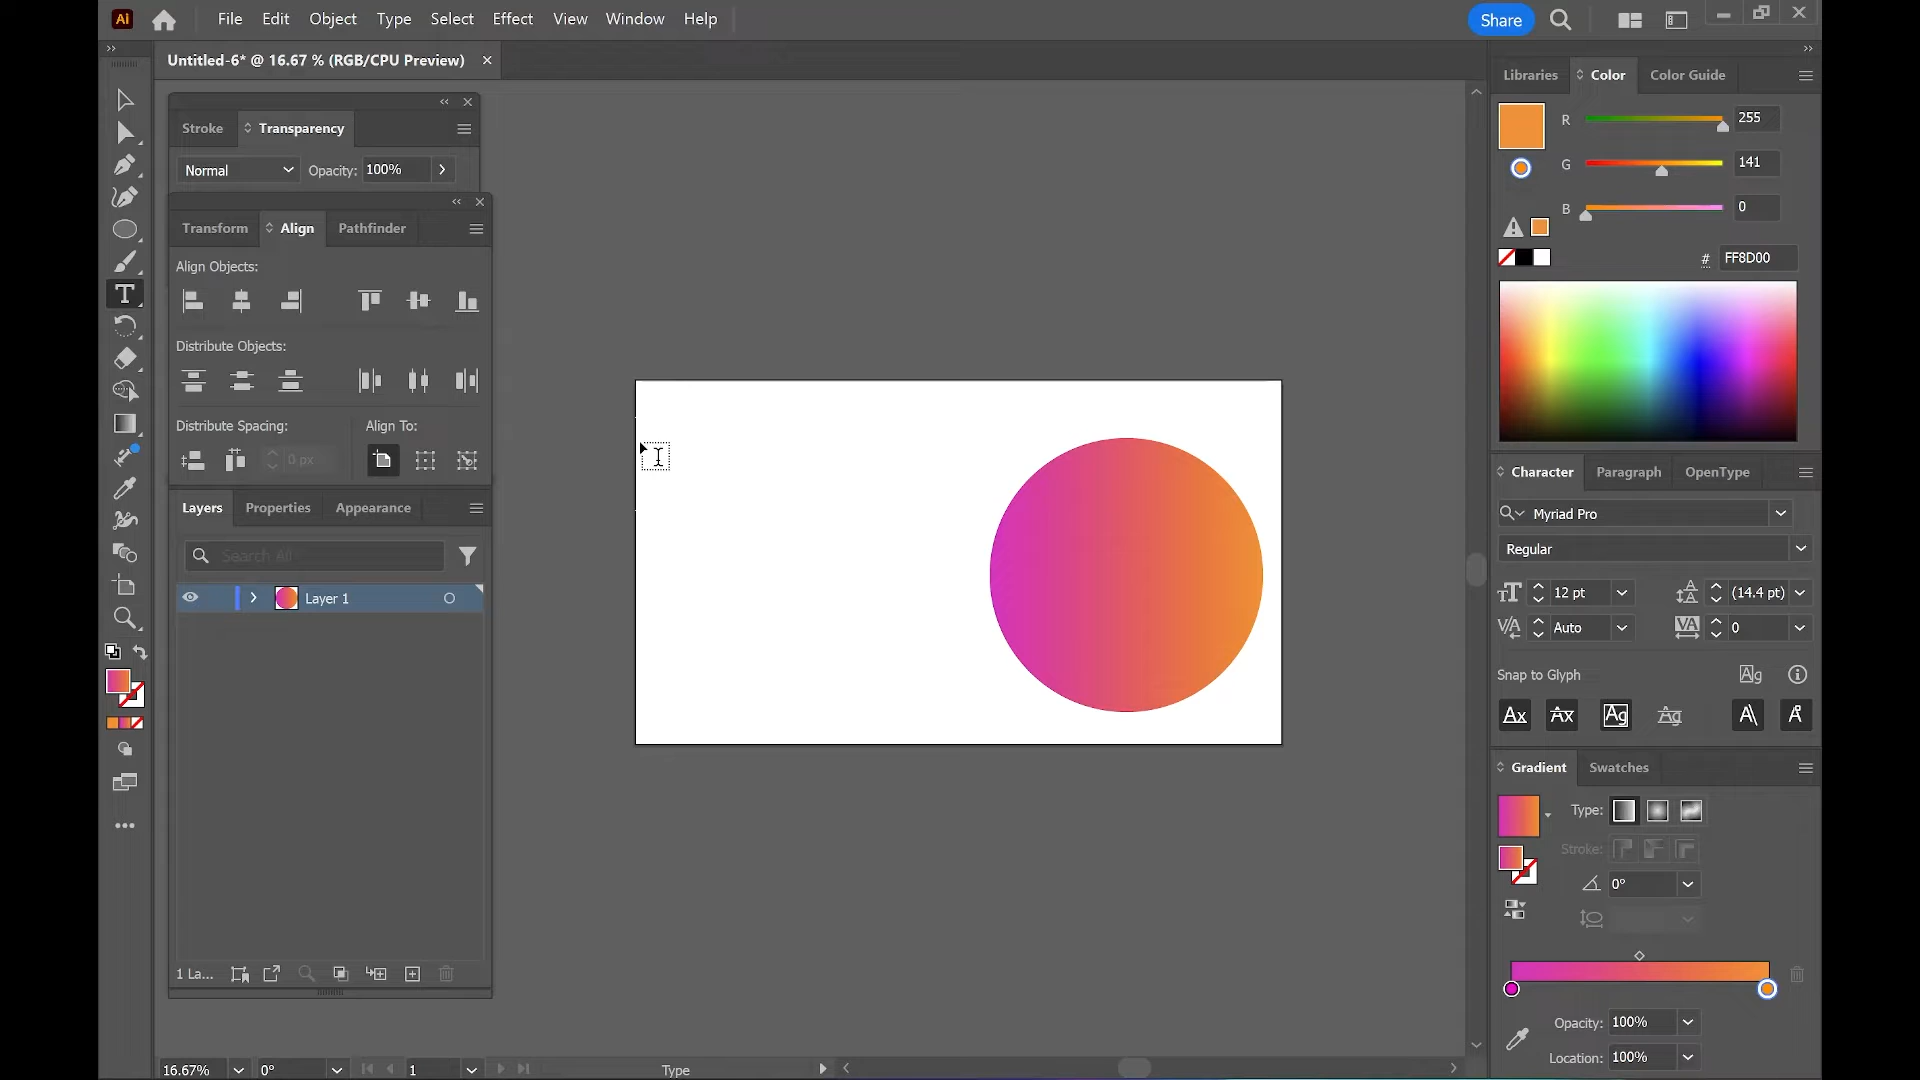 Ai File Edit Object Type Select Effect View Window Help Share
Untitled-6* @ 16.67 % (RGB/CPU Preview)
Stroke Transparency
Normal Opacity: 100%
Transform Align Pathfinder
Align Objects:
Distribute Objects:
Distribute Spacing: Align To:
0 px
Layers Properties Appearance
Search All
Layer 1
1 La...
16.67% 0° 1 Type
Libraries Color Color Guide
R 255
G 141
B 0
# FF8D00
Character Paragraph OpenType
Myriad Pro
Regular
12 pt (14.4 pt)
Auto 0
Snap to Glyph
Gradient Swatches
Type:
Stroke:
0°
Opacity: 100%
Location: 100%